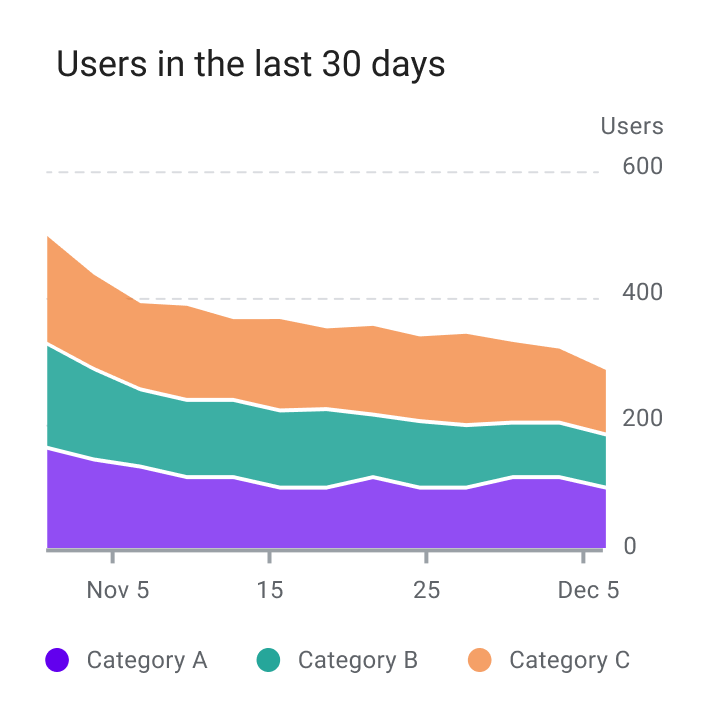 Users in the last 30 days
Users
600
400
200
0
Nov 5 15 25 Dec 5
Category A Category B Category C